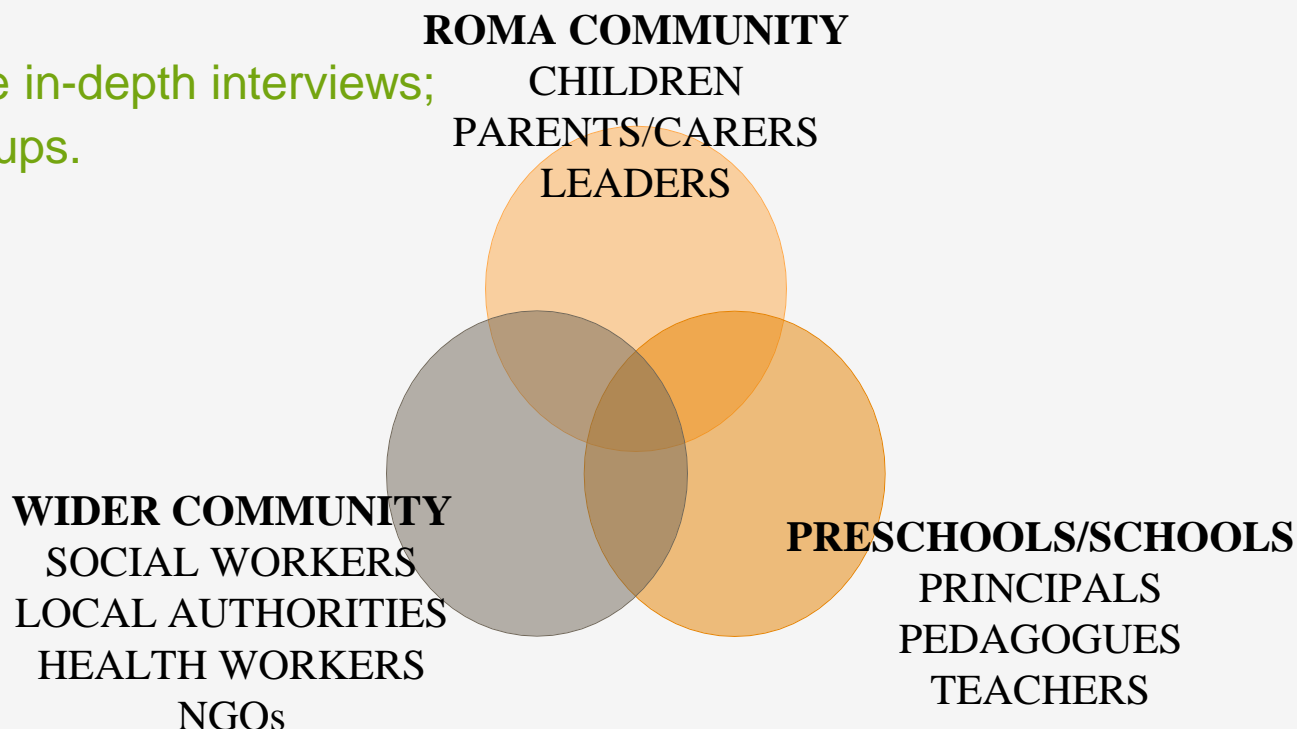 ROMA COMMUNITY
CHILDREN
PARENTS/CARERS
LEADERS
in-depth interviews;
WIDER COMMUNITY
SOCIAL WORKERS
LOCAL AUTHORITIES
HEALTH WORKERS
NGOs
PRESCHOOLS/SCHOOLS
PRINCIPALS
PEDAGOGUES
TEACHERS